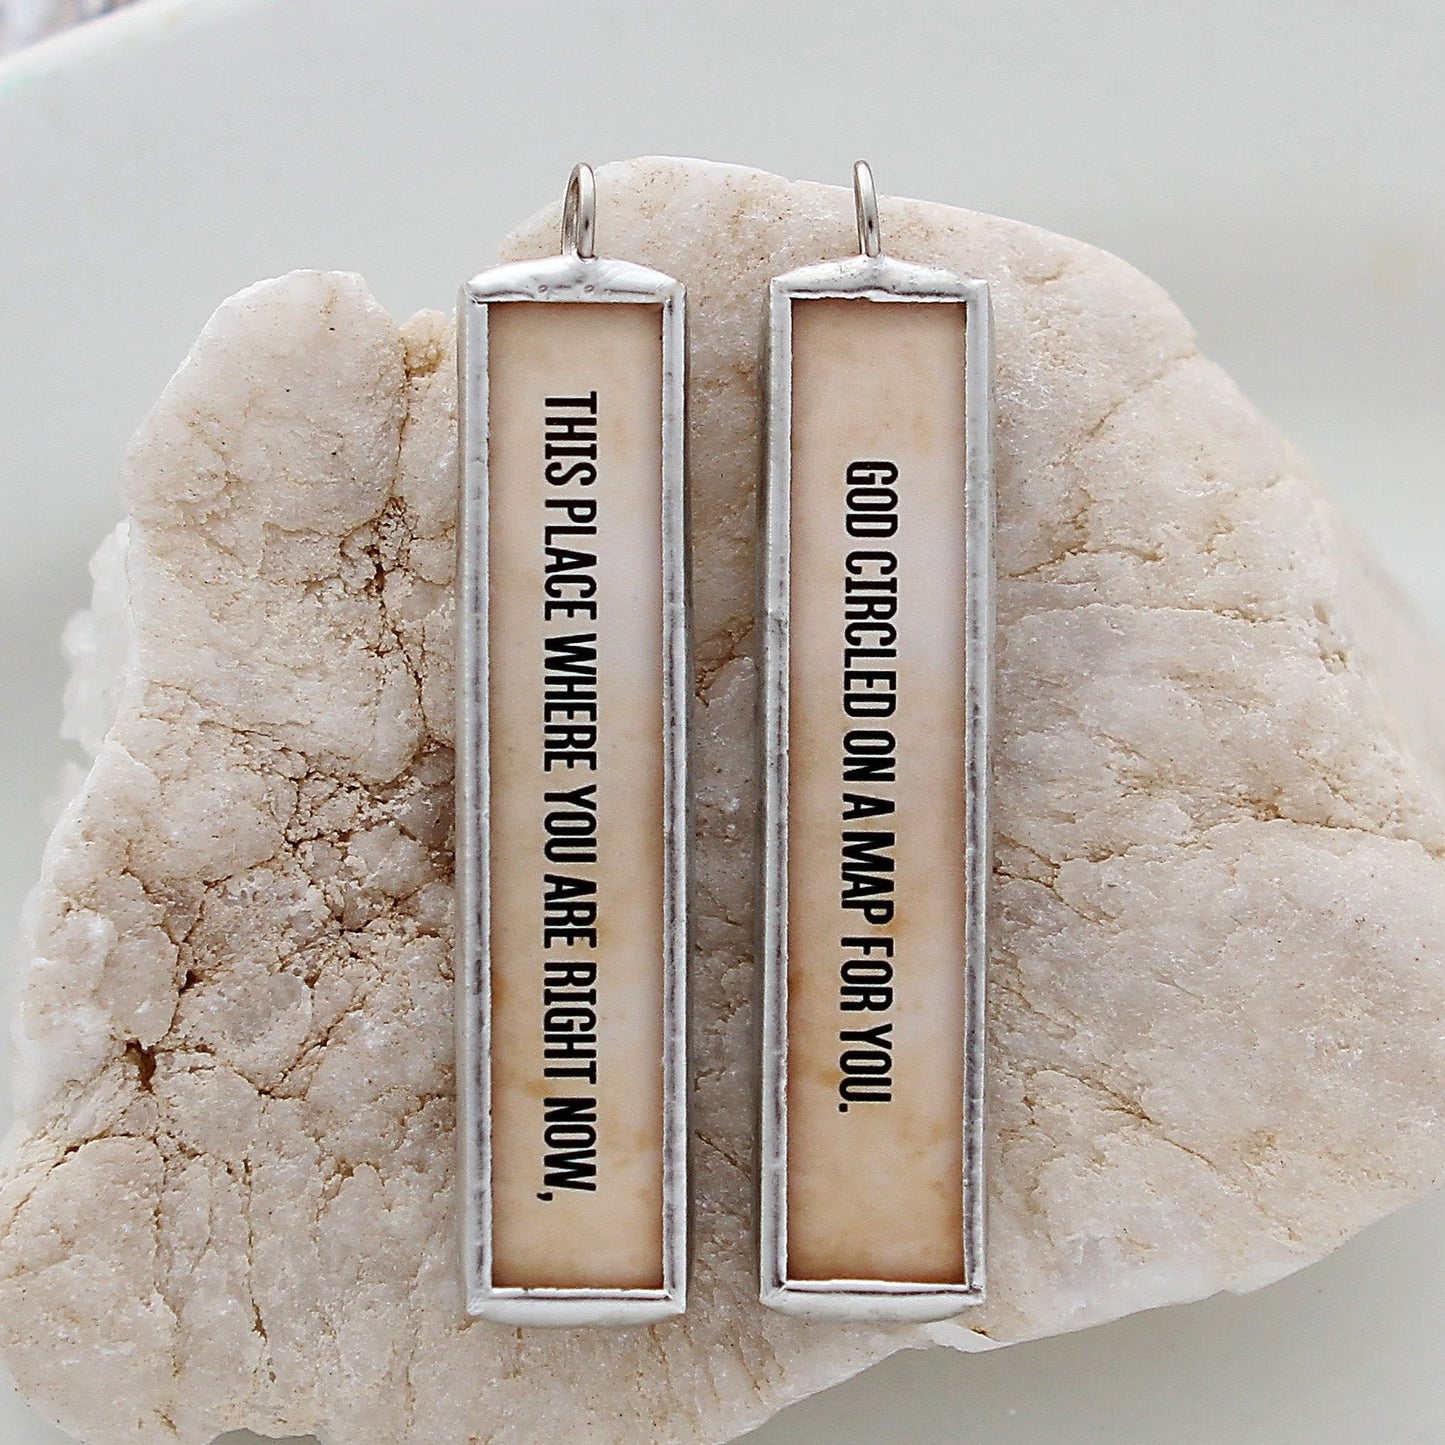 THIS PLACE WHERE YOU ARE RIGHT NOW,
GOD CIRCLED ON A MAP FOR YOU.